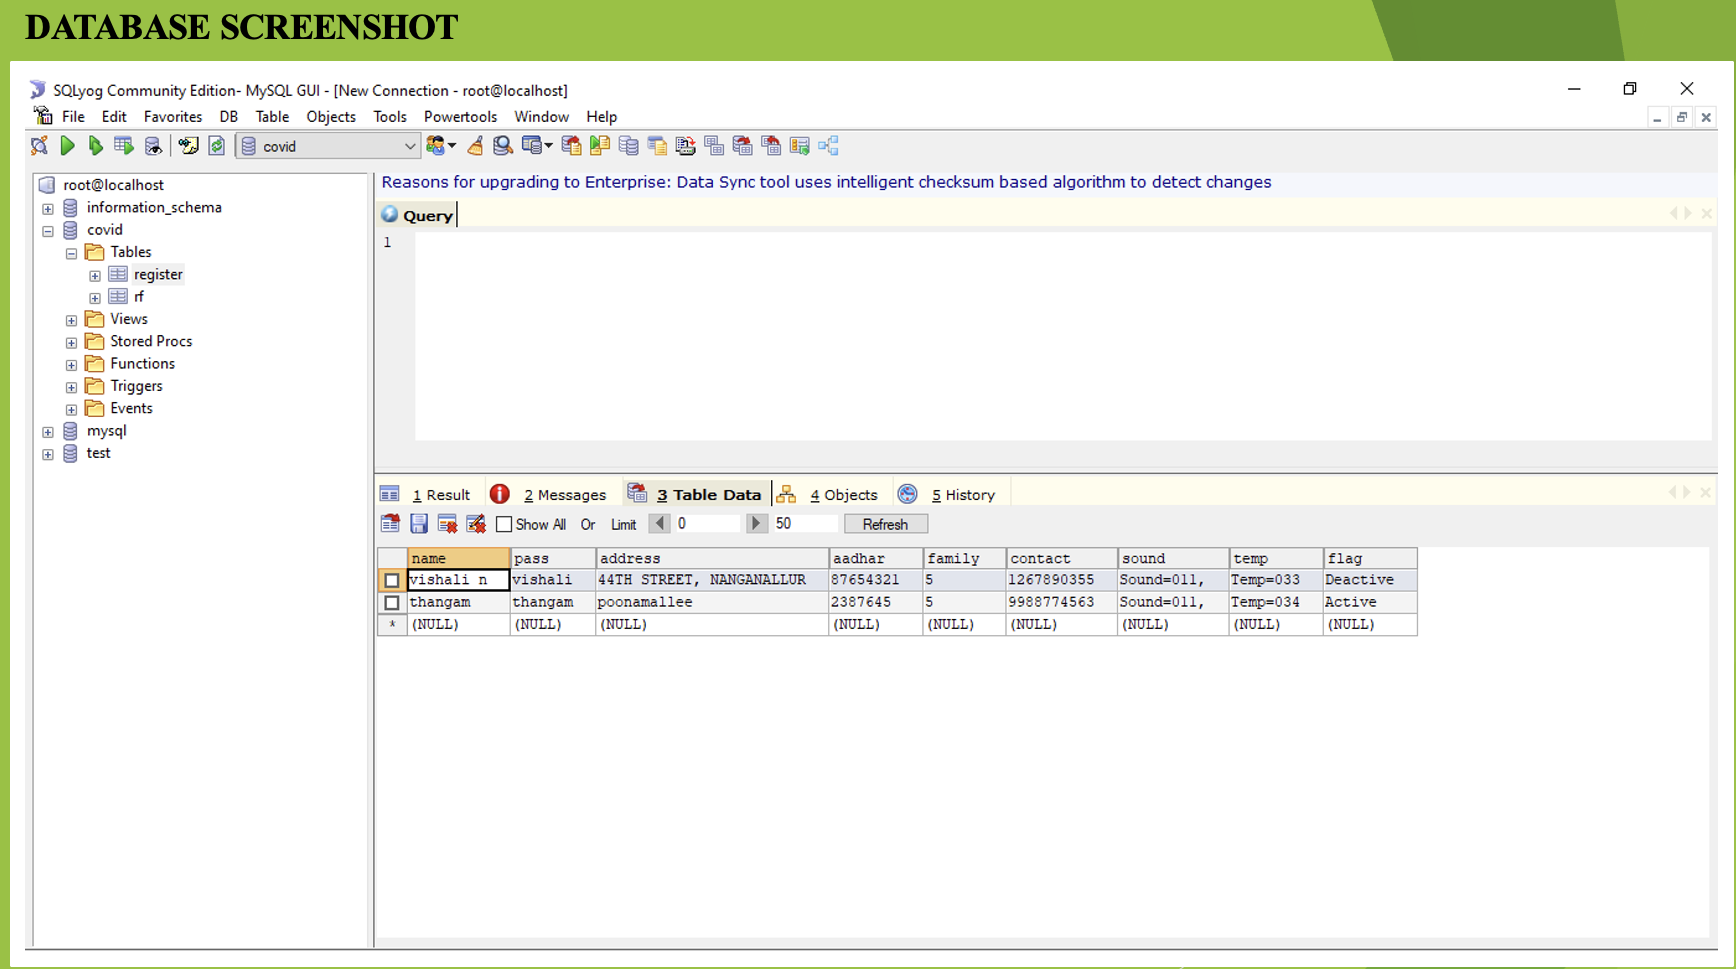 DATABASE SCREENSHOT
SQLyog Community Edition- MySQL GUI - [New Connection - root@localhost]
File Edit Favorites DB Table Objects Tools Powertools Window Help
covid
root@localhost
information_schema
covid
Tables
register
rf
Views
Stored Procs
Functions
Triggers
Events
mysql
test
Reasons for upgrading to Enterprise: Data Sync tool uses intelligent checksum based algorithm to detect changes
Query
1
1 Result 2 Messages 3 Table Data 4 Objects 5 History
Show All Or Limit 0 50 Refresh
name pass address aadhar family contact sound temp flag
vishali n vishali 44TH STREET, NANGANALLUR 87654321 5 1267890355 Sound=011, Temp=033 Deactive
thangam thangam poonamallee 2387645 5 9988774563 Sound=011, Temp=034 Active
* (NULL) (NULL) (NULL) (NULL) (NULL) (NULL) (NULL) (NULL) (NULL)